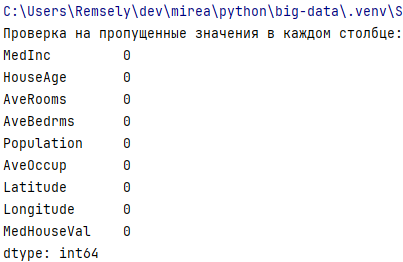 C:\Users\Remsely\dev\mirea\python\big-data\.venv\S
Проверка на пропущенные значения в каждом столбце:
MedInc         0
HouseAge       0
AveRooms       0
AveBedrms      0
Population     0
AveOccup       0
Latitude       0
Longitude      0
MedHouseVal    0
dtype: int64